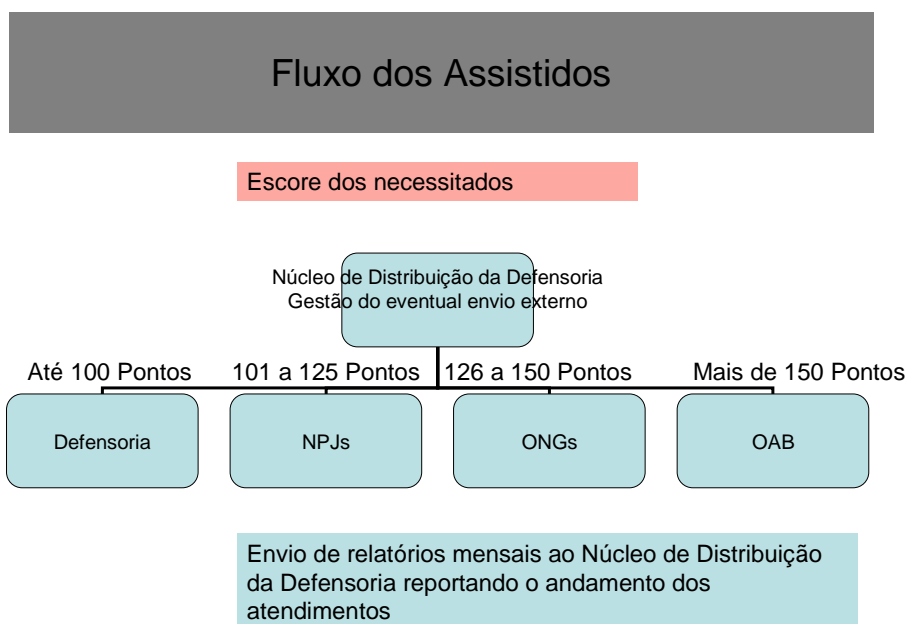 Fluxo dos Assistidos
Escore dos necessitados
Núcleo de Distribuição da Defensoria
Gestão do eventual envio externo
Até 100 Pontos
101 a 125 Pontos
126 a 150 Pontos
Mais de 150 Pontos
Defensoria
NPJs
ONGs
OAB
Envio de relatórios mensais ao Núcleo de Distribuição
da Defensoria reportando o andamento dos
atendimentos